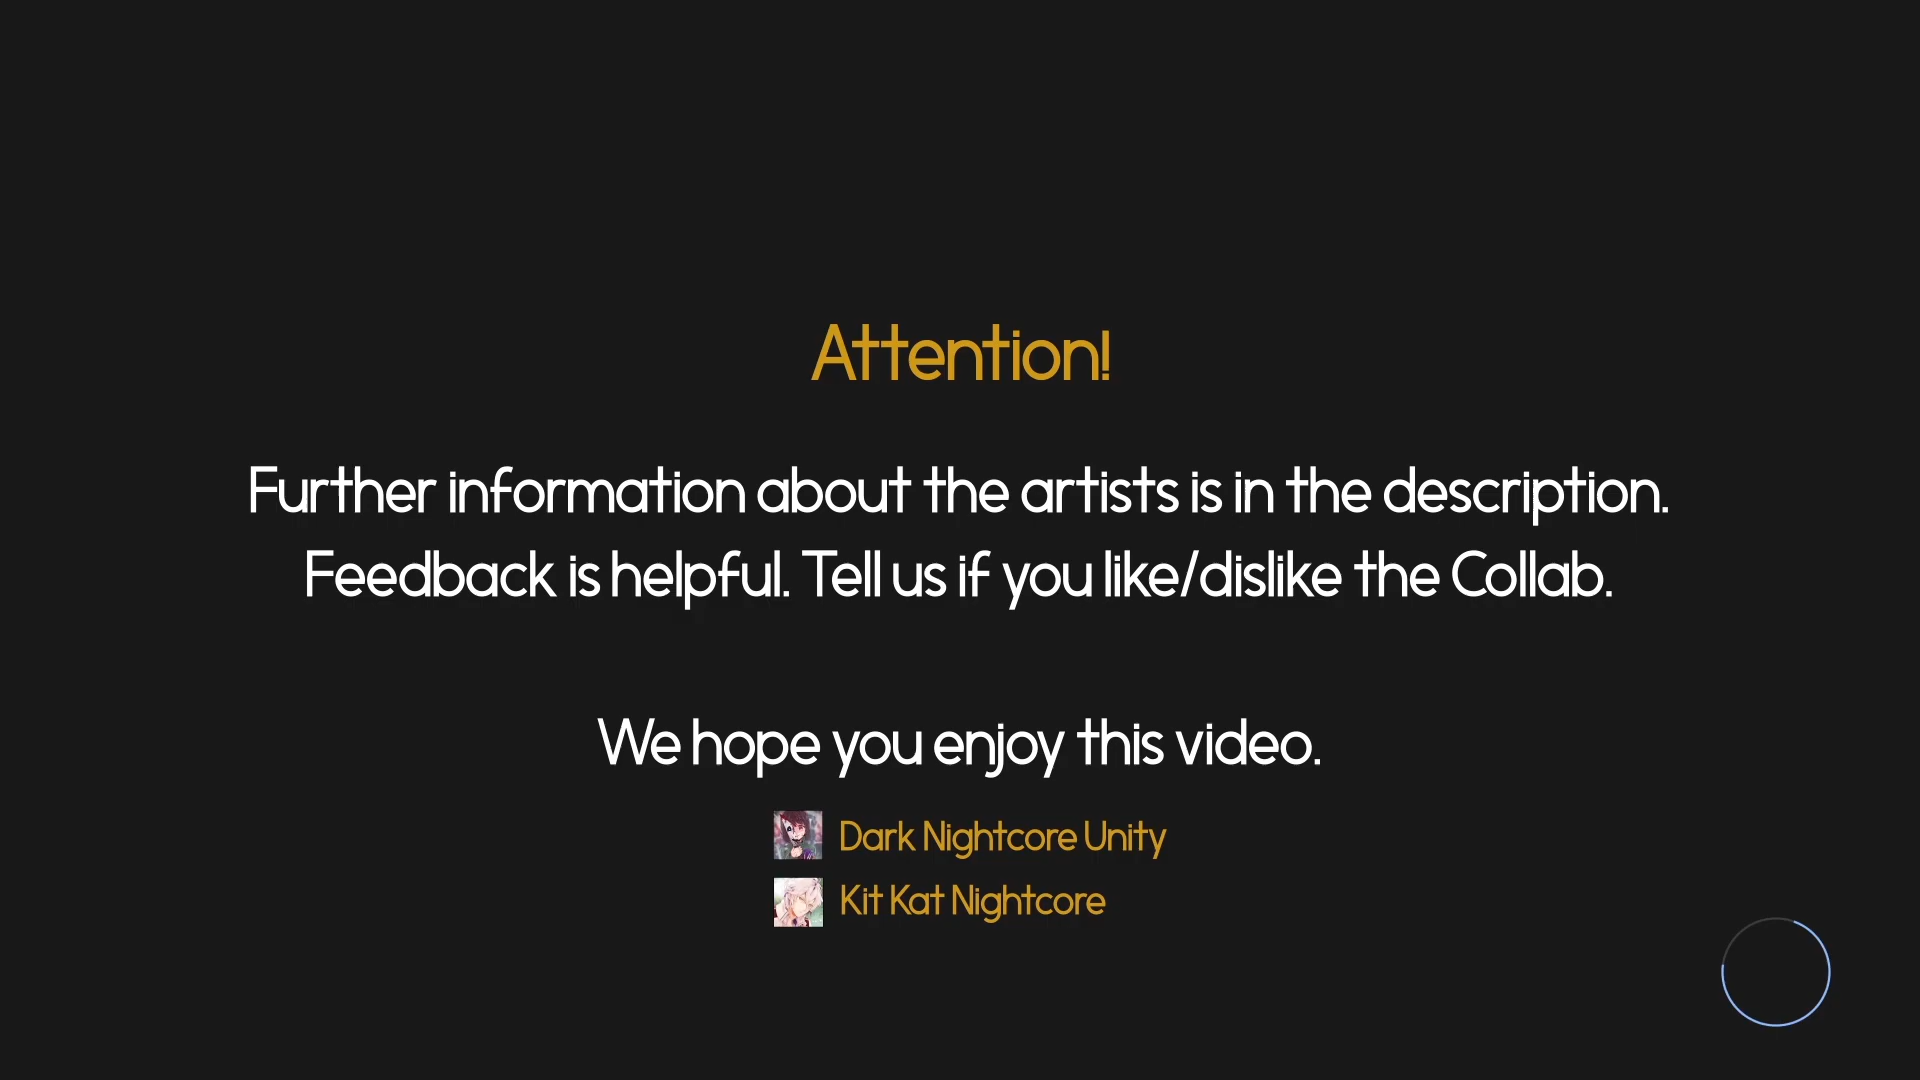 Attention!
Further information about the artists is in the description.
Feedback is helpful. Tell us if you like/dislike the Collab.
We hope you enjoy this video.
Dark Nightcore Unity
Kit Kat Nightcore